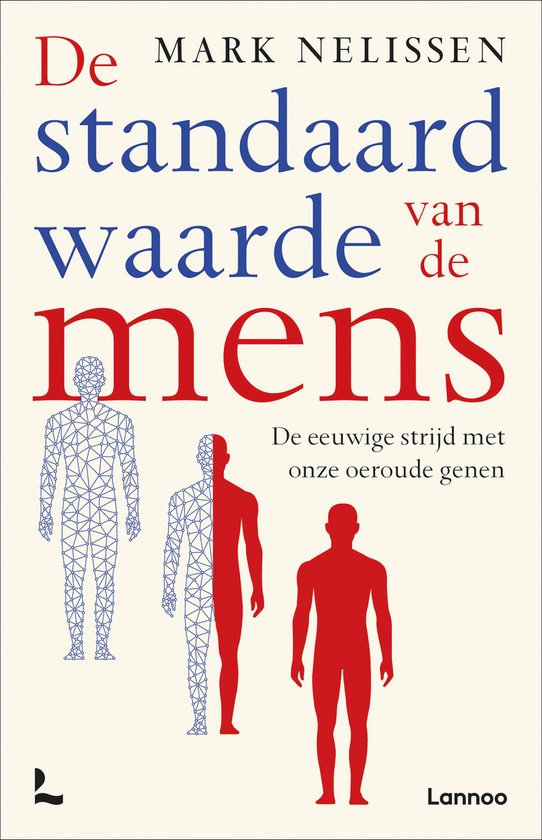 MARK NELISSEN
De
standaard
waarde van de
mens
De eeuwige strijd met
onze oeroude genen
Lannoo